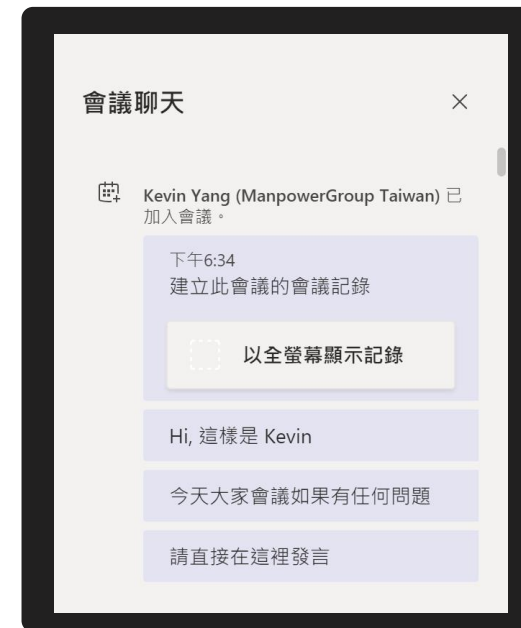 會議聊天
Kevin Yang (ManpowerGroup Taiwan) 已
加入會議。
下午6:34
建立此會議的會議記錄
以全螢幕顯示記錄
Hi, 這樣是 Kevin
今天大家會議如果有任何問題
請直接在這裡發言